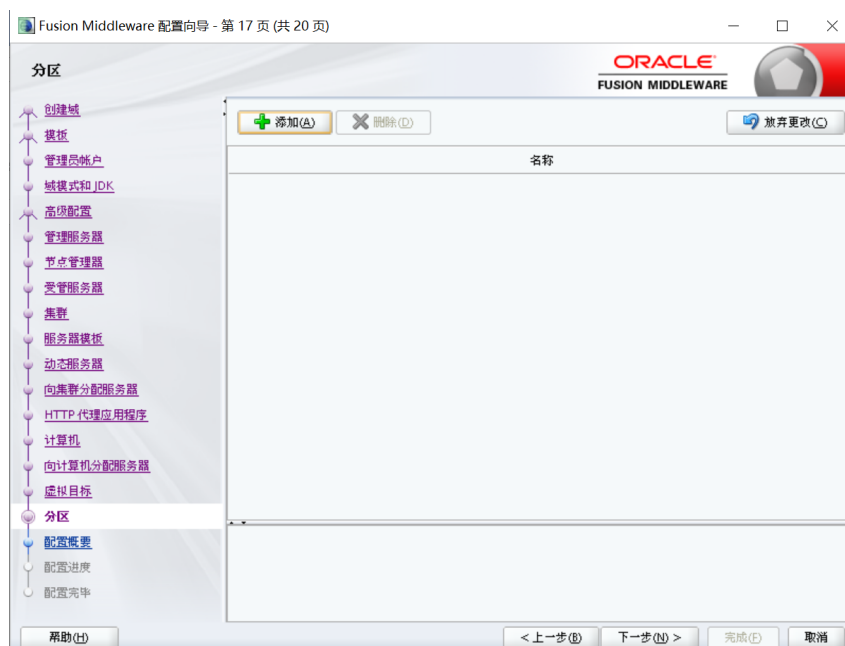 Fusion Middleware 配置向导 - 第 17 页 (共 20 页)
分区
ORACLE
FUSION MIDDLEWARE
创建域
模板
管理员帐户
域模式和 JDK
高级配置
管理服务器
节点管理器
受管服务器
集群
服务器模板
动态服务器
向集群分配服务器
HTTP 代理应用程序
计算机
向计算机分配服务器
虚拟目标
分区
配置概要
配置进度
配置完毕
添加(A) 删除(D) 放弃更改(C)
名称
帮助(H) < 上一步(B) 下一步(N) > 完成(F) 取消